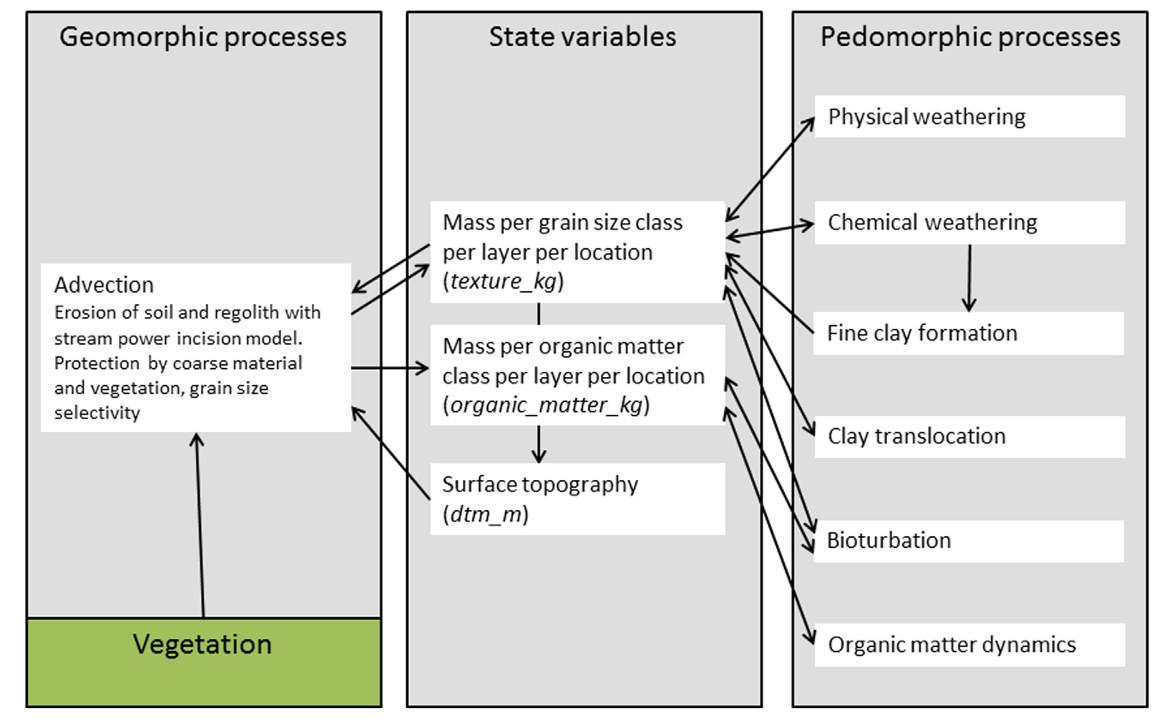 Geomorphic processes
Advection
Erosion of soil and regolith with
stream power incision model.
Protection by coarse material
and vegetation, grain size
selectivity
Vegetation
State variables
Mass per grain size class
per layer per location
(texture_kg)
Mass per organic matter
class per layer per location
(organic_matter_kg)
Surface topography
(dtm_m)
Pedomorphic processes
Physical weathering
Chemical weathering
Fine clay formation
Clay translocation
Bioturbation
Organic matter dynamics